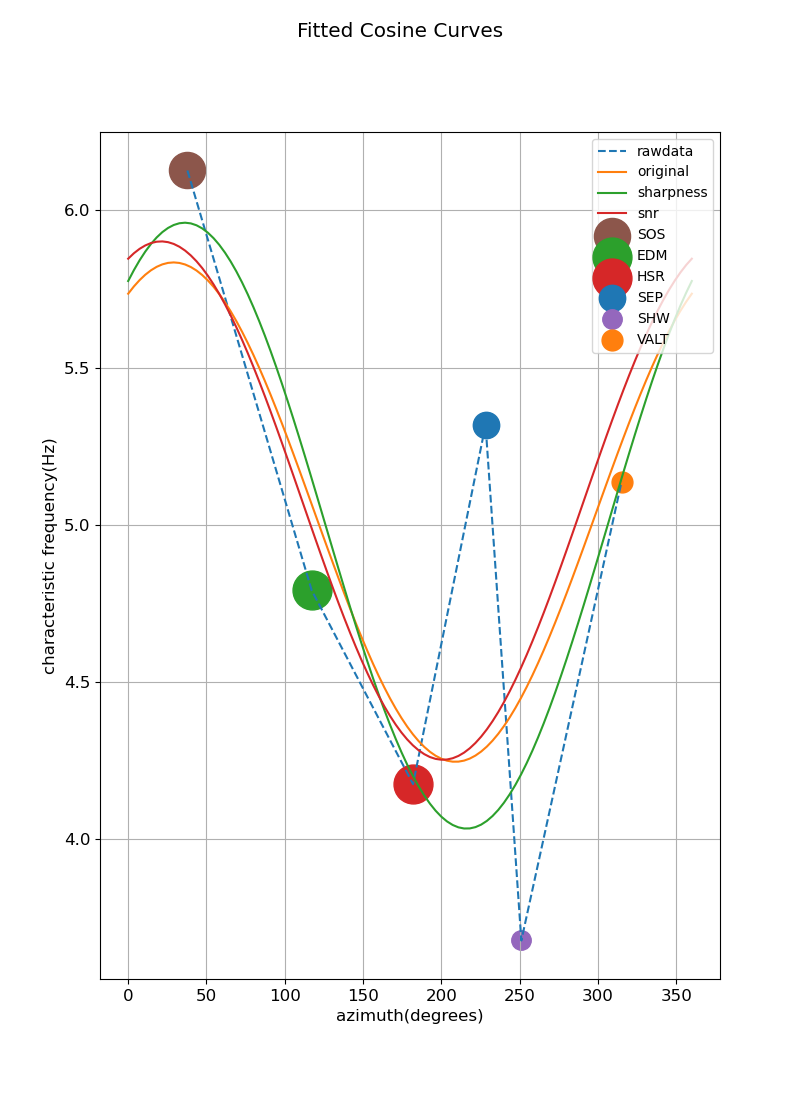 Fitted Cosine Curves
rawdata
original
sharpness
snr
SOS
EDM
HSR
SEP
SHW
VALT
6.0
5.5
5.0
4.5
4.0
characteristic frequency(Hz)
0 50 100 150 200 250 300 350
azimuth(degrees)